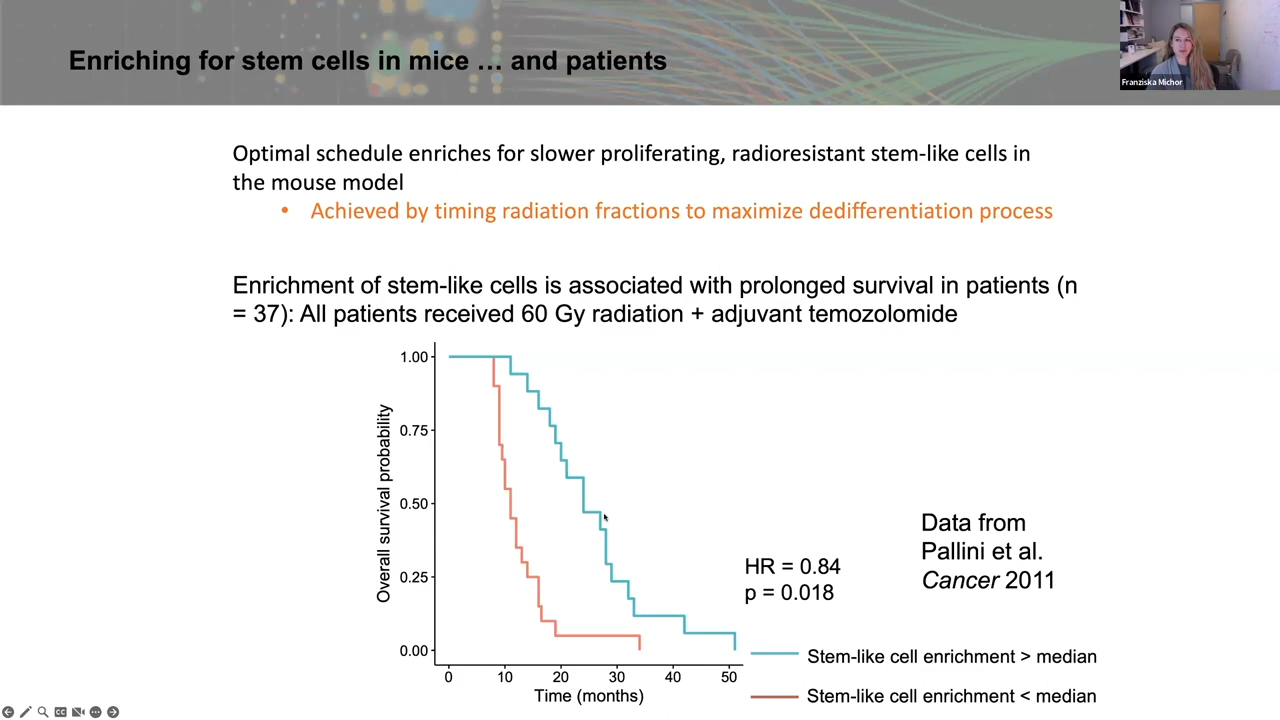 Enriching for stem cells in mice … and patients
Franziska Michor
Optimal schedule enriches for slower proliferating, radioresistant stem-like cells in
the mouse model
• Achieved by timing radiation fractions to maximize dedifferentiation process
Enrichment of stem-like cells is associated with prolonged survival in patients (n
= 37): All patients received 60 Gy radiation + adjuvant temozolomide
Overall survival probability
1.00
0.75
0.50
0.25
0.00
0 10 20 30 40 50
Time (months)
HR = 0.84
p = 0.018
Data from
Pallini et al.
Cancer 2011
Stem-like cell enrichment > median
Stem-like cell enrichment < median